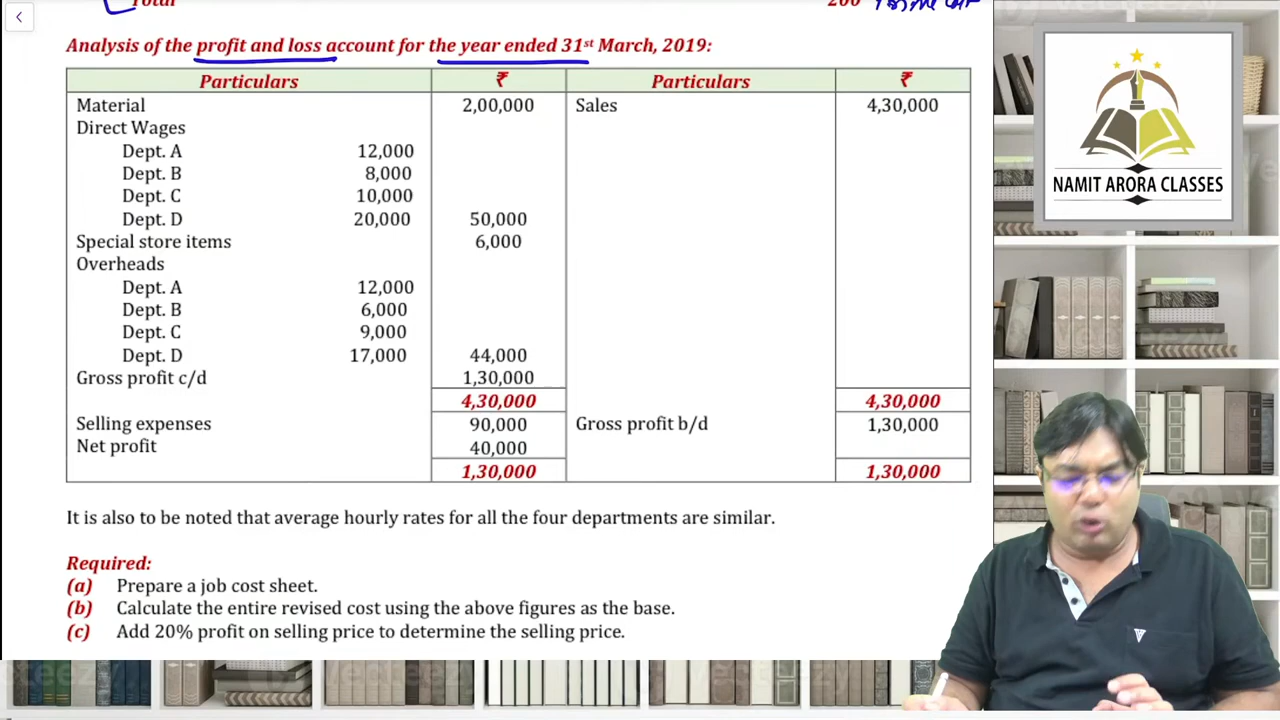 Total 200
Analysis of the profit and loss account for the year ended 31st March, 2019:
Particulars ₹ Particulars ₹
Material 2,00,000 Sales 4,30,000
Direct Wages
Dept. A 12,000
Dept. B 8,000
Dept. C 10,000
Dept. D 20,000 50,000
Special store items 6,000
Overheads
Dept. A 12,000
Dept. B 6,000
Dept. C 9,000
Dept. D 17,000 44,000
Gross profit c/d 1,30,000
4,30,000 4,30,000
Selling expenses 90,000 Gross profit b/d 1,30,000
Net profit 40,000
1,30,000 1,30,000
It is also to be noted that average hourly rates for all the four departments are similar.
Required:
(a) Prepare a job cost sheet.
(b) Calculate the entire revised cost using the above figures as the base.
(c) Add 20% profit on selling price to determine the selling price.
NAMIT ARORA CLASSES